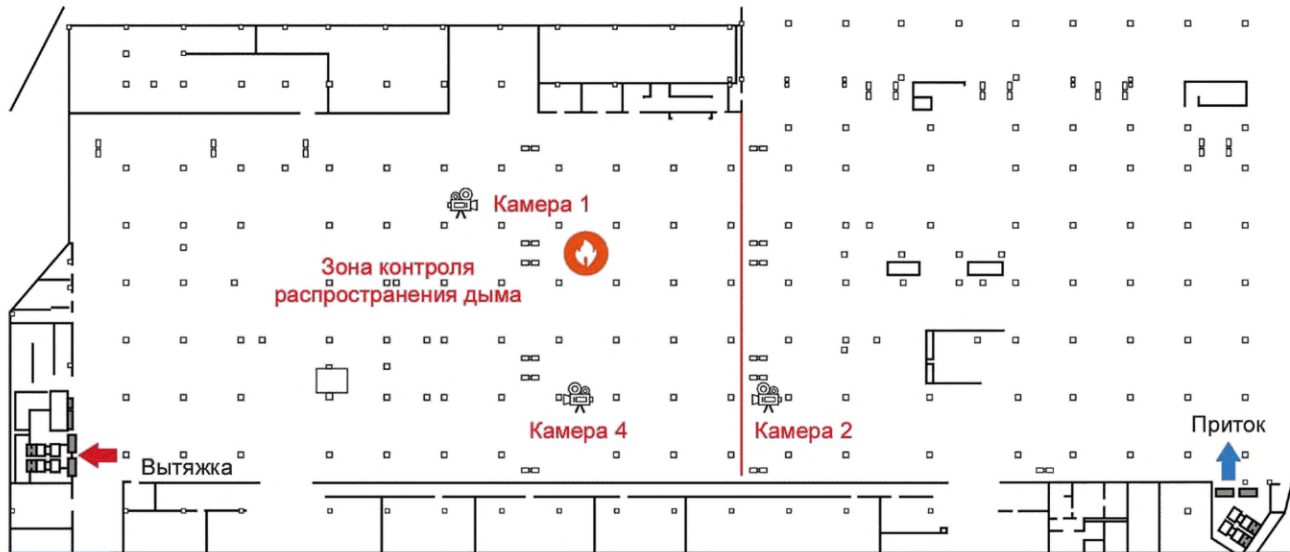 Камера 1
Зона контроля
распространения дыма
Камера 4
Камера 2
Приток
Вытяжка